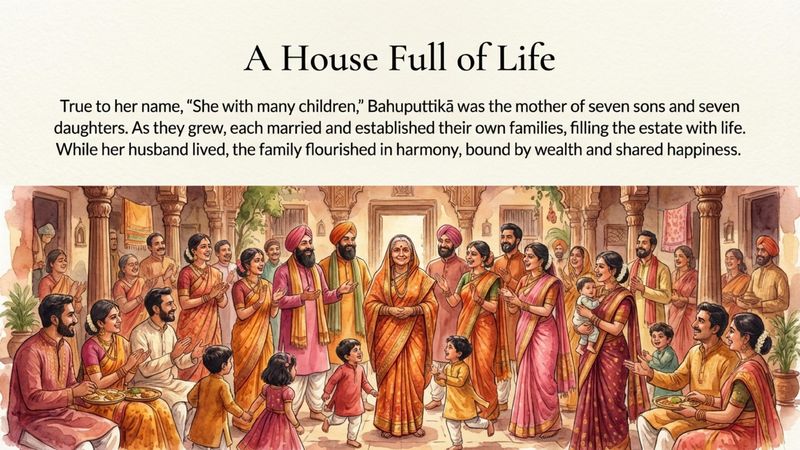 A House Full of Life
True to her name, “She with many children,” Bahuputtikā was the mother of seven sons and seven
daughters. As they grew, each married and established their own families, filling the estate with life.
While her husband lived, the family flourished in harmony, bound by wealth and shared happiness.